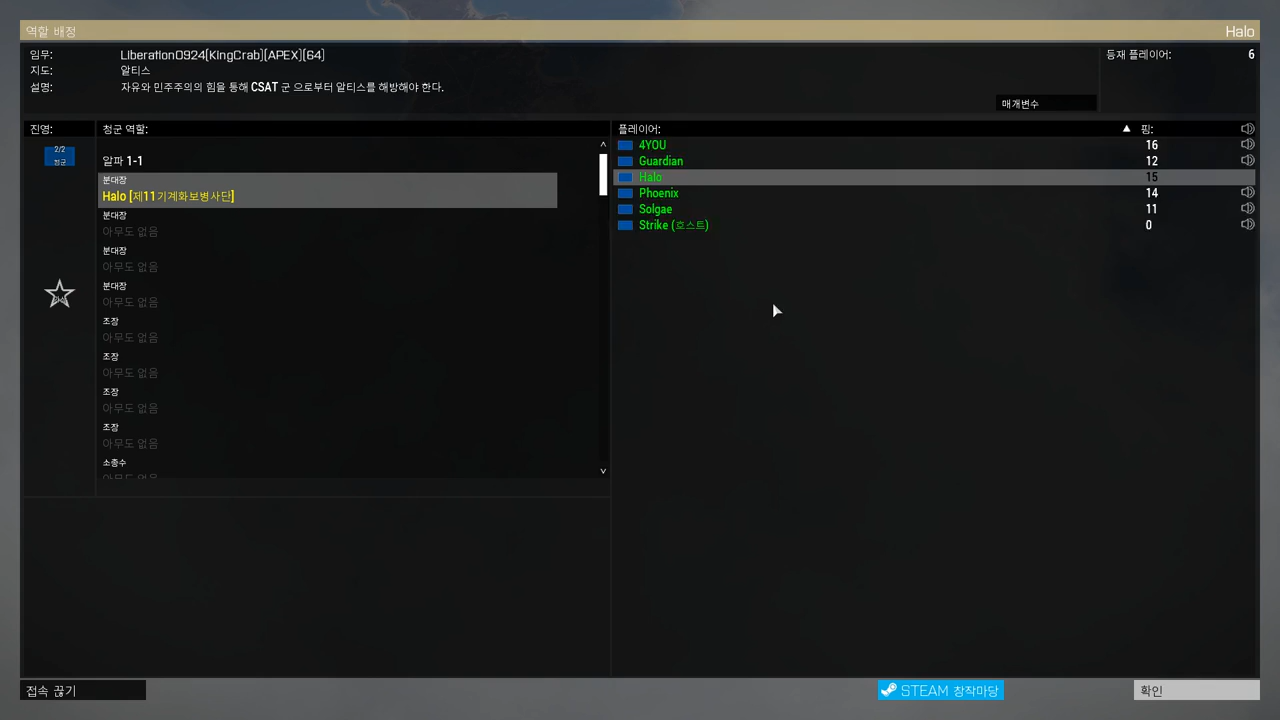 역할 배정
Halo
임무: Liberation0924(KingCrab)(APEX)(64)
지도: 알티스
설명: 자유와 민주주의의 힘을 통해 CSAT 군 으로부터 알티스를 해방해야 한다.
등재 플레이어: 6
매개변수
진영:
2/2
청군
청군 역할:
알파 1-1
분대장
Halo [제11기계화보병사단]
분대장
아무도 없음
분대장
아무도 없음
분대장
아무도 없음
조장
아무도 없음
조장
아무도 없음
조장
아무도 없음
조장
아무도 없음
소총수
아무도 없음
플레이어: ▲ 핑:
4YOU 16
Guardian 12
Halo 15
Phoenix 14
Solgae 11
Strike (호스트) 0
접속 끊기
STEAM 창작마당
확인